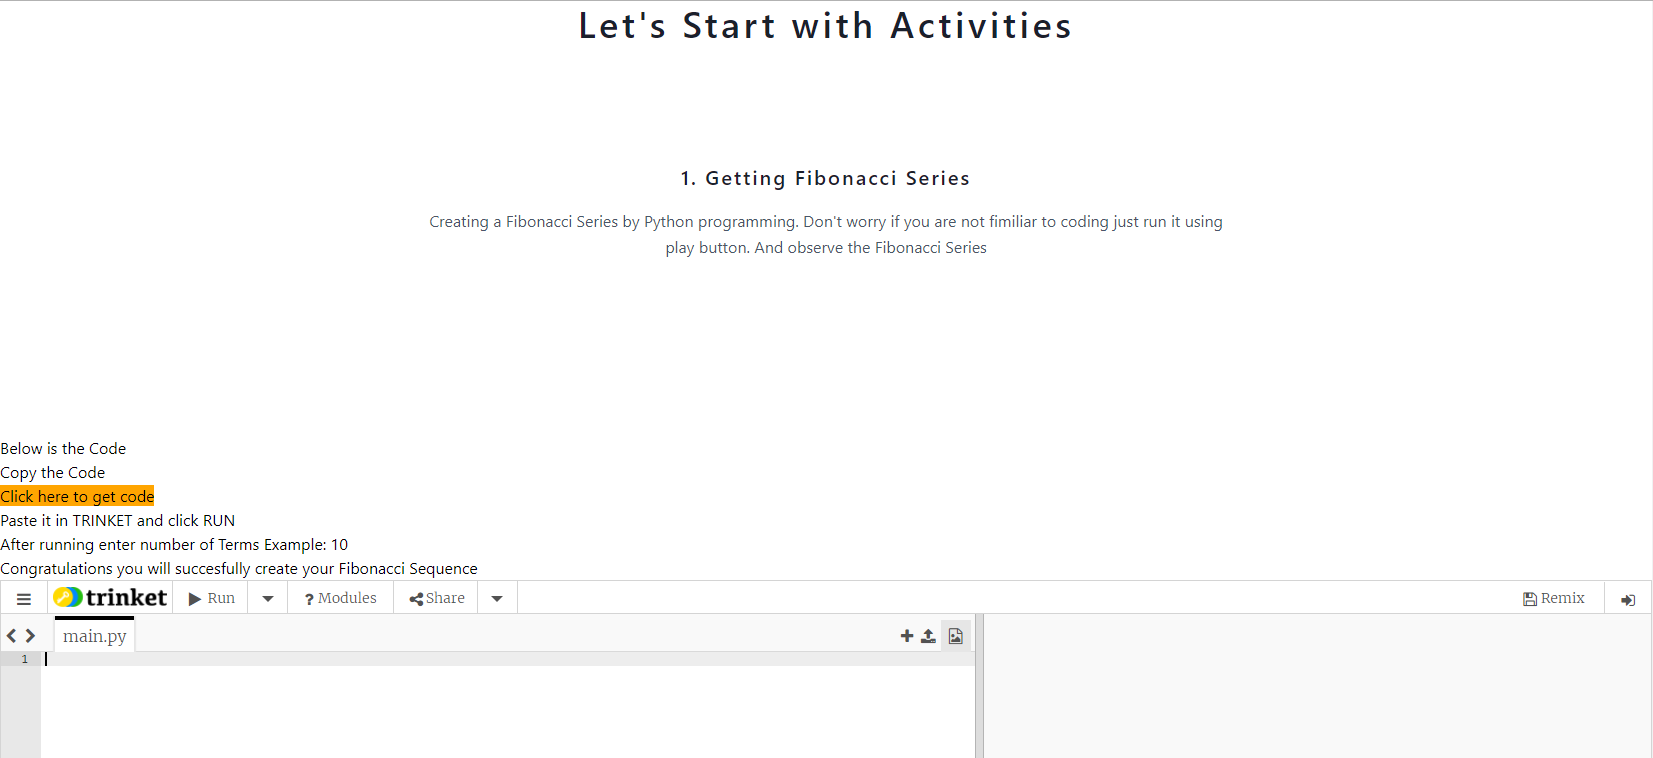 Let's Start with Activities
1. Getting Fibonacci Series
Creating a Fibonacci Series by Python programming. Don't worry if you are not fimiliar to coding just run it using
play button. And observe the Fibonacci Series
Below is the Code
Copy the Code
Click here to get code
Paste it in TRINKET and click RUN
After running enter number of Terms Example: 10
Congratulations you will succesfully create your Fibonacci Sequence
trinket Run ? Modules Share Remix
main.py
1